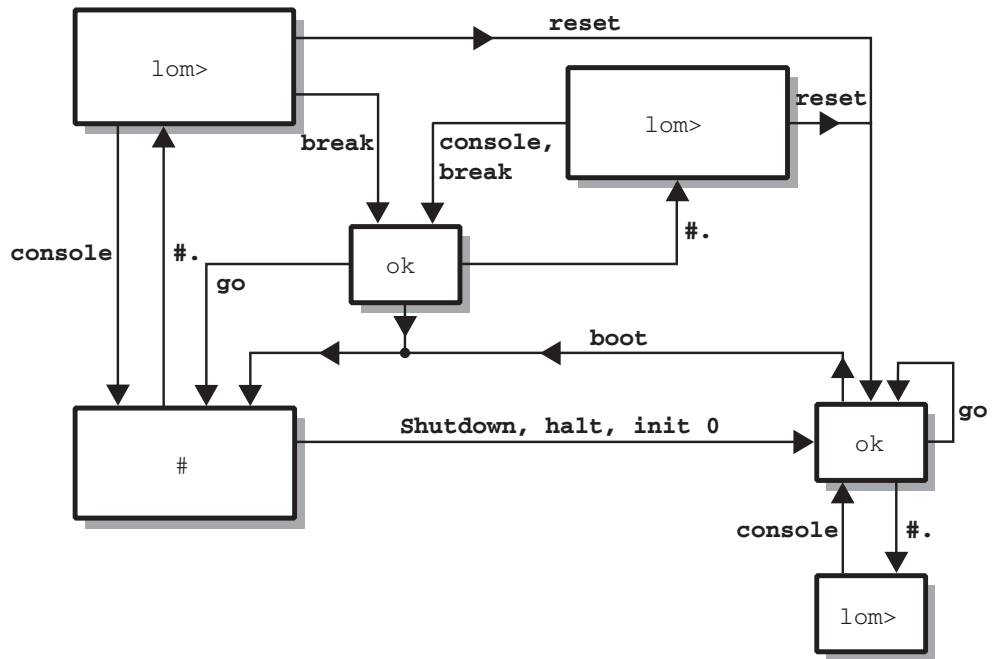 reset
lom>
reset
lom>
break
console,
break
console
#.
#.
ok
go
boot
go
Shutdown, halt, init 0
ok
#
console
#.
lom>